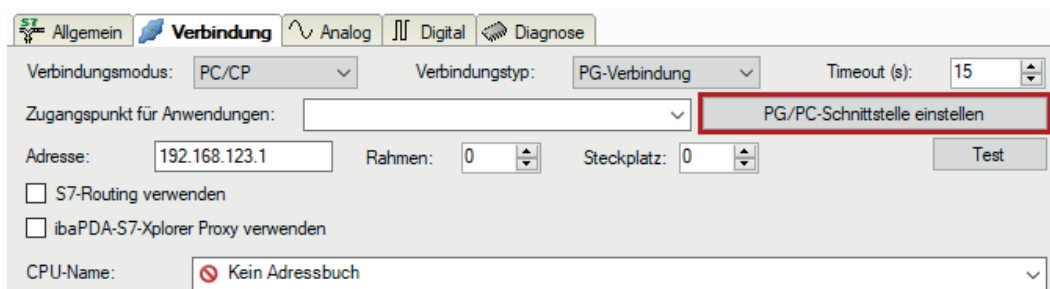 S7 Allgemein Verbindung Analog Digital Diagnose
Verbindungsmodus: PC/CP Verbindungstyp: PG-Verbindung Timeout (s): 15
Zugangspunkt für Anwendungen: PG/PC-Schnittstelle einstellen
Adresse: 192.168.123.1 Rahmen: 0 Steckplatz: 0 Test
S7-Routing verwenden
ibaPDA-S7-Xplorer Proxy verwenden
CPU-Name: Kein Adressbuch